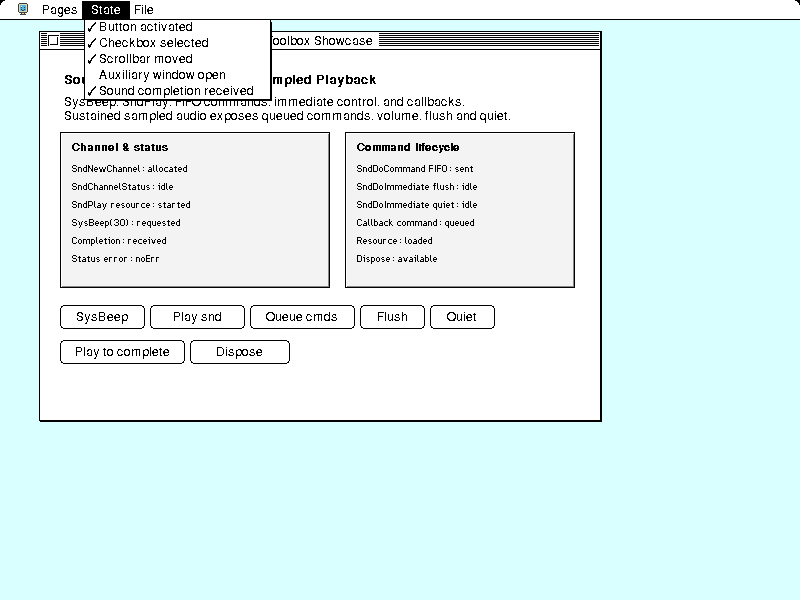 Pages State File
✓Button activated
✓Checkbox selected
✓Scrollbar moved
Auxiliary window open
✓Sound completion received
oolbox Showcase
Sou mpled Playback
SysBeep, SndPlay, FIFO commands, immediate control, and callbacks.
Sustained sampled audio exposes queued commands, volume, flush and quiet.
Channel & status
SndNewChannel: allocated
SndChannelStatus: idle
SndPlay resource: started
SysBeep(30): requested
Completion: received
Status error: noErr
Command lifecycle
SndDoCommand FIFO: sent
SndDoImmediate flush: idle
SndDoImmediate quiet: idle
Callback command: queued
Resource: loaded
Dispose: available
SysBeep Play snd Queue cmds Flush Quiet
Play to complete Dispose